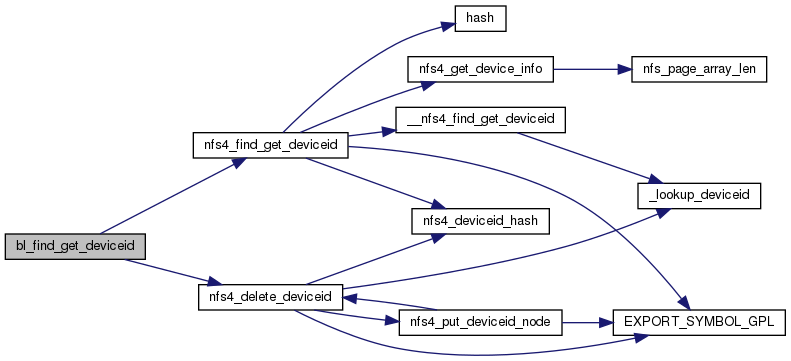 hash
nfs4_get_device_info
nfs_page_array_len
__nfs4_find_get_deviceid
nfs4_find_get_deviceid
_lookup_deviceid
nfs4_deviceid_hash
bl_find_get_deviceid
nfs4_delete_deviceid
nfs4_put_deviceid_node
EXPORT_SYMBOL_GPL